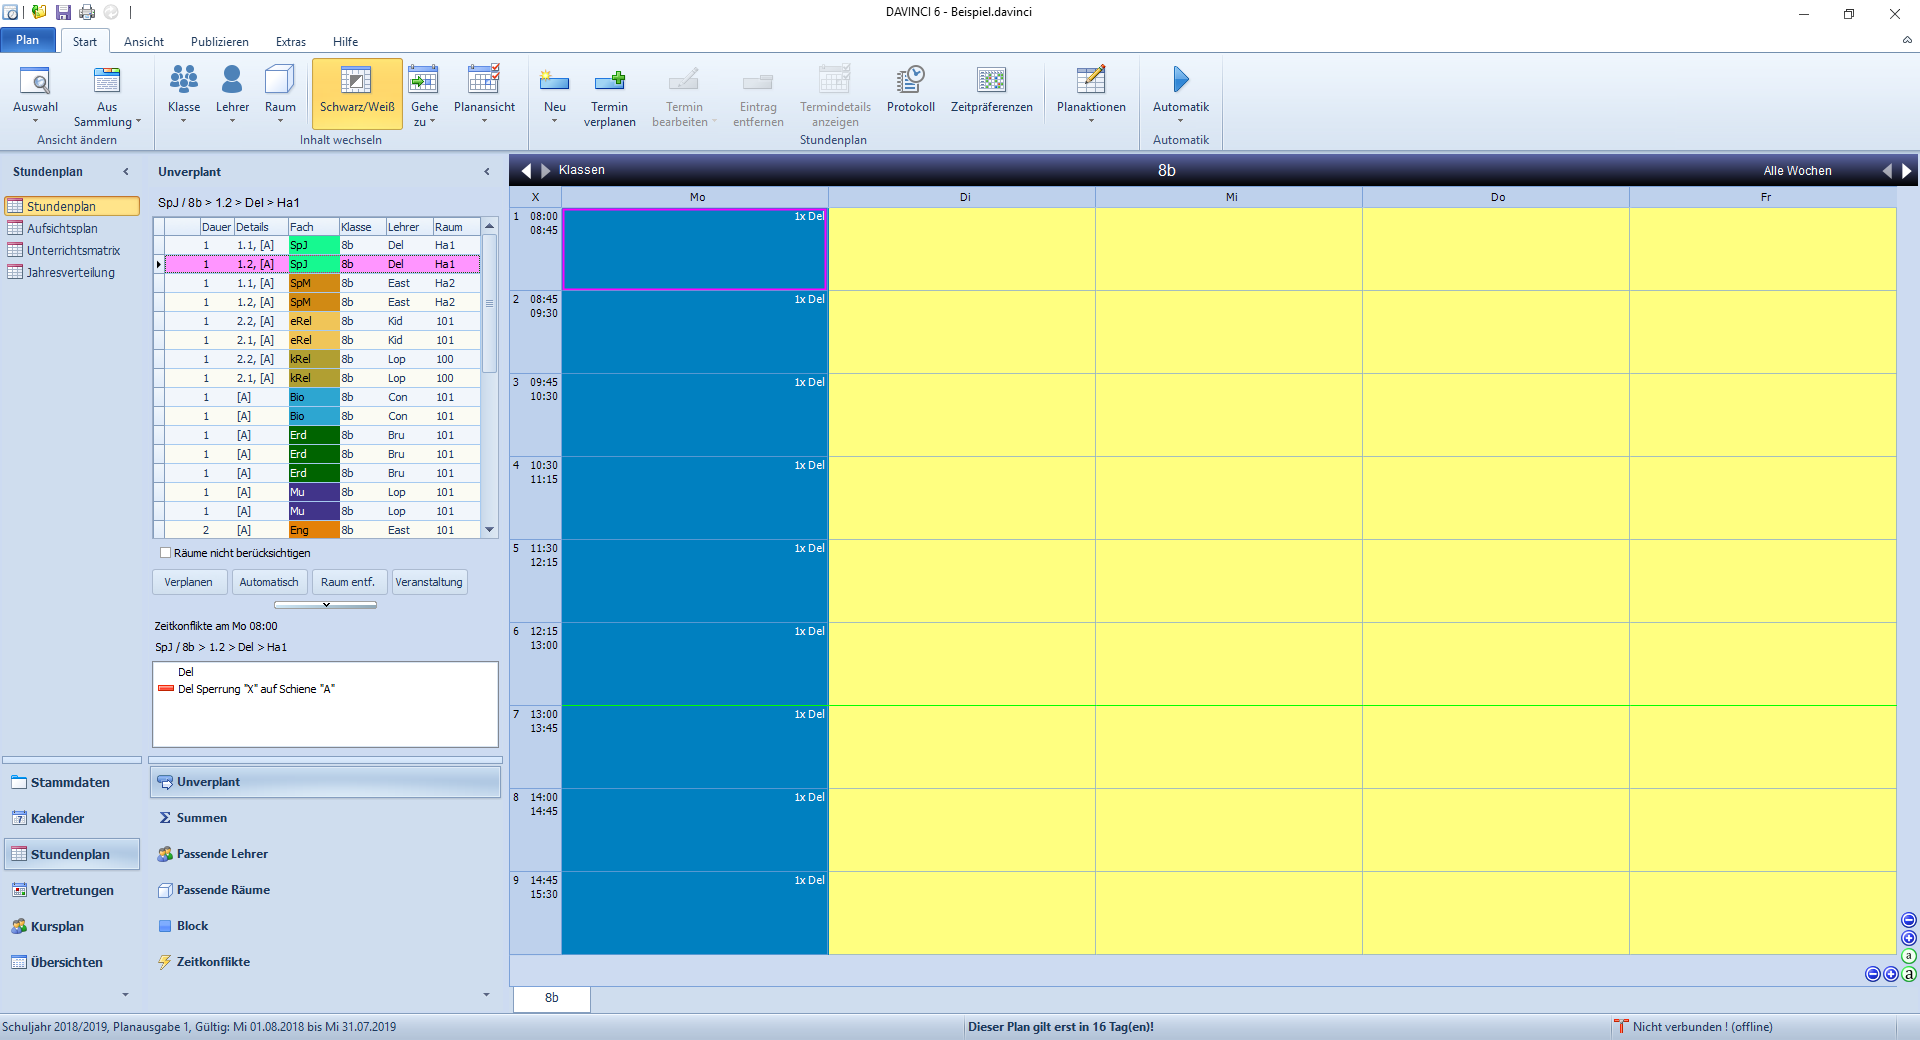 DAVINCI 6 - Beispiel.davinci
Plan Start Ansicht Publizieren Extras Hilfe
Auswahl
Aus Sammlung
Klasse
Lehrer
Raum
Schwarz/Weiß
Gehe zu
Planansicht
Neu
Termin verplanen
Termin bearbeiten
Eintrag entfernen
Termindetails anzeigen
Protokoll
Zeitpräferenzen
Planaktionen
Automatik
Ansicht ändern
Inhalt wechseln
Stundenplan
Automatik
Stundenplan
Stundenplan
Aufsichtsplan
Unterrichtsmatrix
Jahresverteilung
Stammdaten
7 Kalender
Stundenplan
Vertretungen
Kursplan
Übersichten
Unverplant
SpJ / 8b > 1.2 > Del > Ha1
Dauer Details Fach Klasse Lehrer Raum
1 1.1, [A] SpJ 8b Del Ha1
1 1.2, [A] SpJ 8b Del Ha1
1 1.1, [A] SpM 8b East Ha2
1 1.2, [A] SpM 8b East Ha2
1 2.2, [A] eRel 8b Kid 101
1 2.1, [A] eRel 8b Kid 101
1 2.2, [A] kRel 8b Lop 100
1 2.1, [A] kRel 8b Lop 100
1 [A] Bio 8b Con 101
1 [A] Bio 8b Con 101
1 [A] Erd 8b Bru 101
1 [A] Erd 8b Bru 101
1 [A] Erd 8b Bru 101
1 [A] Mu 8b Lop 101
1 [A] Mu 8b Lop 101
2 [A] Eng 8b East 101
Räume nicht berücksichtigen
Verplanen Automatisch Raum entf. Veranstaltung
Zeitkonflikte am Mo 08:00
SpJ / 8b > 1.2 > Del > Ha1
Del
Del Sperrung "X" auf Schiene "A"
Unverplant
Σ Summen
Passende Lehrer
Passende Räume
Block
Zeitkonflikte
Klassen 8b Alle Wochen
X Mo Di Mi Do Fr
1 08:00 1x Del
08:45
2 08:45 1x Del
09:30
3 09:45 1x Del
10:30
4 10:30 1x Del
11:15
5 11:30 1x Del
12:15
6 12:15 1x Del
13:00
7 13:00 1x Del
13:45
8 14:00 1x Del
14:45
9 14:45 1x Del
15:30
a
a
8b
Schuljahr 2018/2019, Planausgabe 1, Gültig: Mi 01.08.2018 bis Mi 31.07.2019
Dieser Plan gilt erst in 16 Tag(en)!
Nicht verbunden ! (offline)